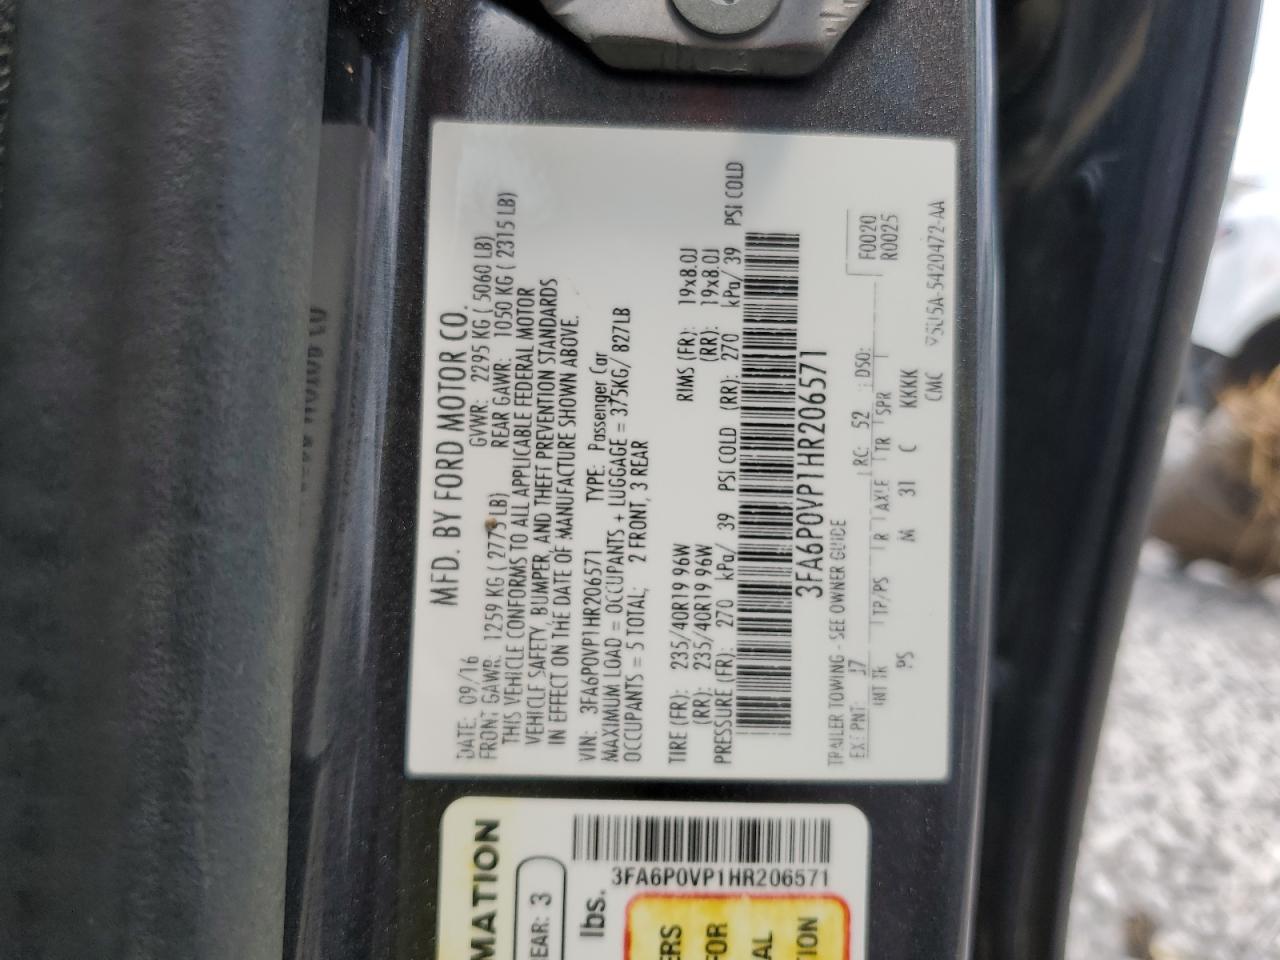 MFD. BY FORD MOTOR CO.
DATE: 09/16 GVWR: 2295 KG ( 5060 LB)
FRONT GAWR: 1259 KG ( 2775 LB) REAR GAWR: 1050 KG ( 2315 LB)
THIS VEHICLE CONFORMS TO ALL APPLICABLE FEDERAL MOTOR
VEHICLE SAFETY, BUMPER, AND THEFT PREVENTION STANDARDS
IN EFFECT ON THE DATE OF MANUFACTURE SHOWN ABOVE.
VIN: 3FA6P0VP1HR206571 TYPE: Passenger Car
MAXIMUM LOAD = OCCUPANTS + LUGGAGE = 375KG/ 827LB
OCCUPANTS = 5 TOTAL; 2 FRONT, 3 REAR
TIRE (FR): 235/40R19 96W RIMS (FR): 19x8.0J
(RR): 235/40R19 96W (RR): 19x8.0J
PRESSURE (FR): 270 kPa/ 39 PSI COLD (RR): 270 kPa/ 39 PSI COLD
3FA6P0VP1HR206571
TRAILER TOWING - SEE OWNER GUIDE
EXT PNT: J7 RC: 52 DSO: F0020
INT TR TP/PS R AXLE TR SPR R0025
PS M 31 C KKKK
CMC
3FA6P0VP1HR206571
MATION
EAR: 3
lbs.
ERS
FOR
AL
TION